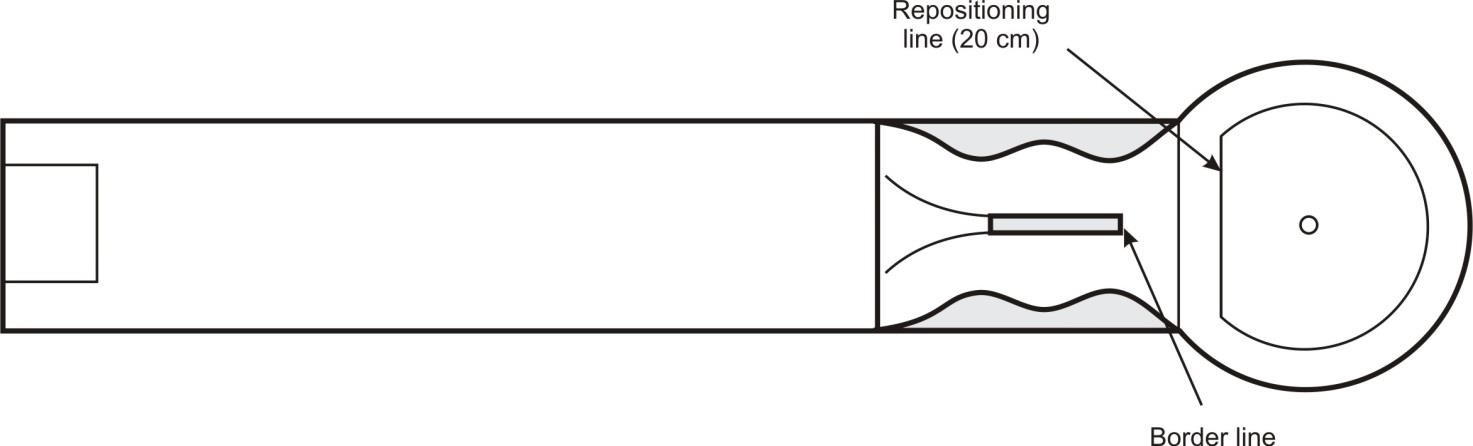 Repositioning
line (20 cm)
Border line